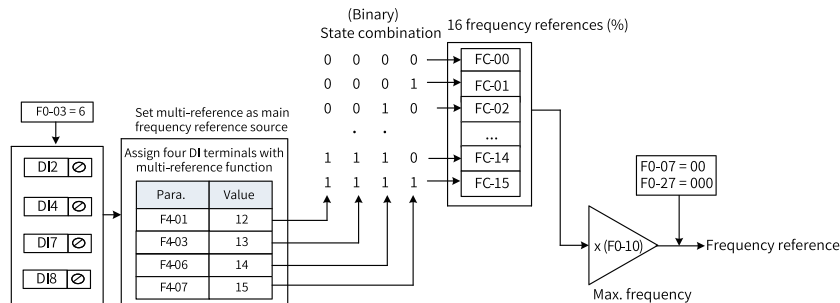 (Binary)
State combination
16 frequency references (%)
0 0 0 0
FC-00
0 0 0 1
FC-01
0 0 1 0
FC-02
. .
...
1 1 1 0
FC-14
1 1 1 1
FC-15
F0-03 = 6
Set multi-reference as main
frequency reference source
Assign four DI terminals with
multi-reference function
DI2
DI4
DI7
DI8
Para. Value
F4-01 12
F4-03 13
F4-06 14
F4-07 15
F0-07 = 00
F0-27 = 000
x (F0-10)
Frequency reference
Max. frequency